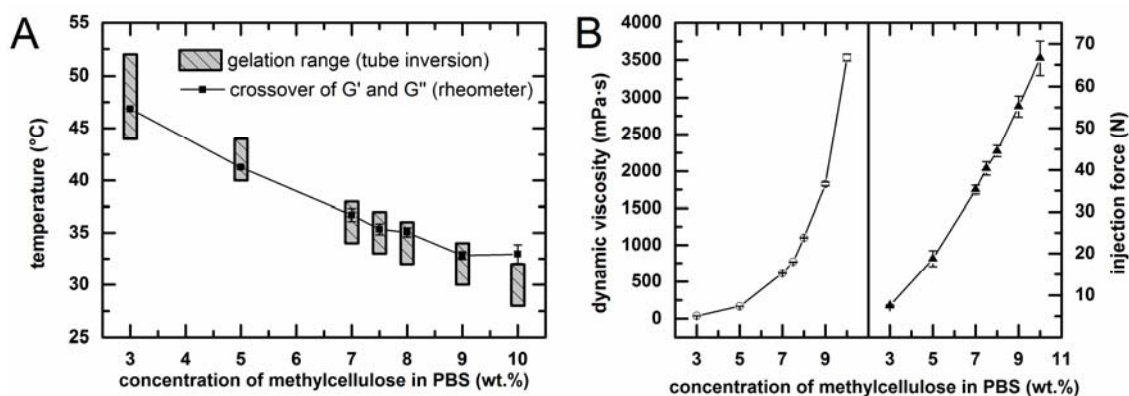 A
gelation range (tube inversion)
crossover of G' and G" (rheometer)
temperature (°C)
55
50
45
40
35
30
25
3 4 5 6 7 8 9 10
concentration of methylcellulose in PBS (wt.%)
B
dynamic viscosity (mPa·s)
4000
3500
3000
2500
2000
1500
1000
500
0
70
60
50
40
30
20
10
injection force (N)
3 5 7 9 3 5 7 9 11
concentration of methylcellulose in PBS (wt.%)